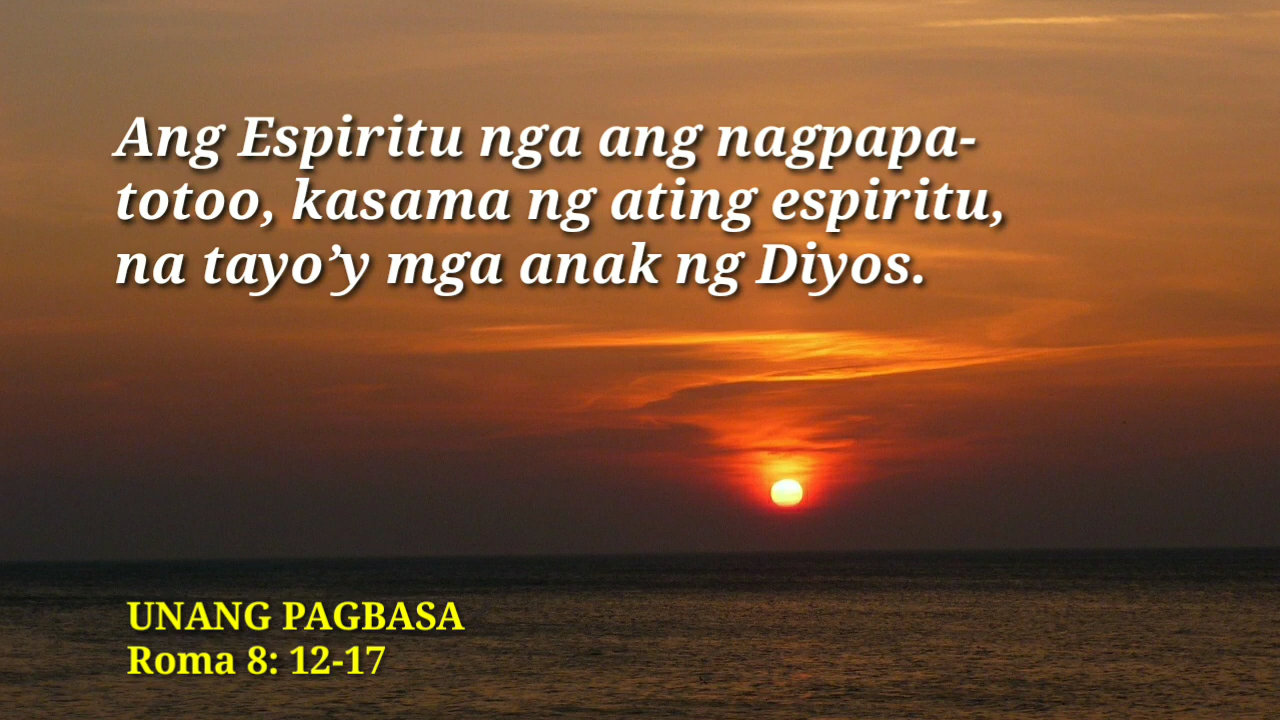 Ang Espiritu nga ang nagpapa-
totoo, kasama ng ating espiritu,
na tayo’y mga anak ng Diyos.
UNANG PAGBASA
Roma 8: 12-17